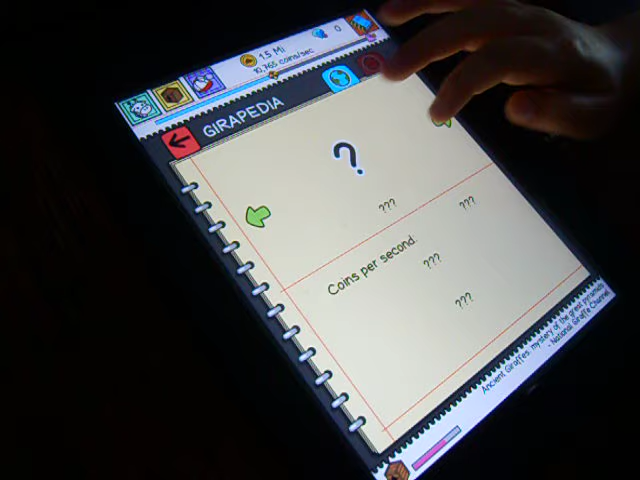 1.5 Mi
0
10,765 coins/sec
GIRAPEDIA
?
???
???
Coins per second:
???
???
Ancient Giraffes: mystery of the great pyramids
- National Giraffe Channel